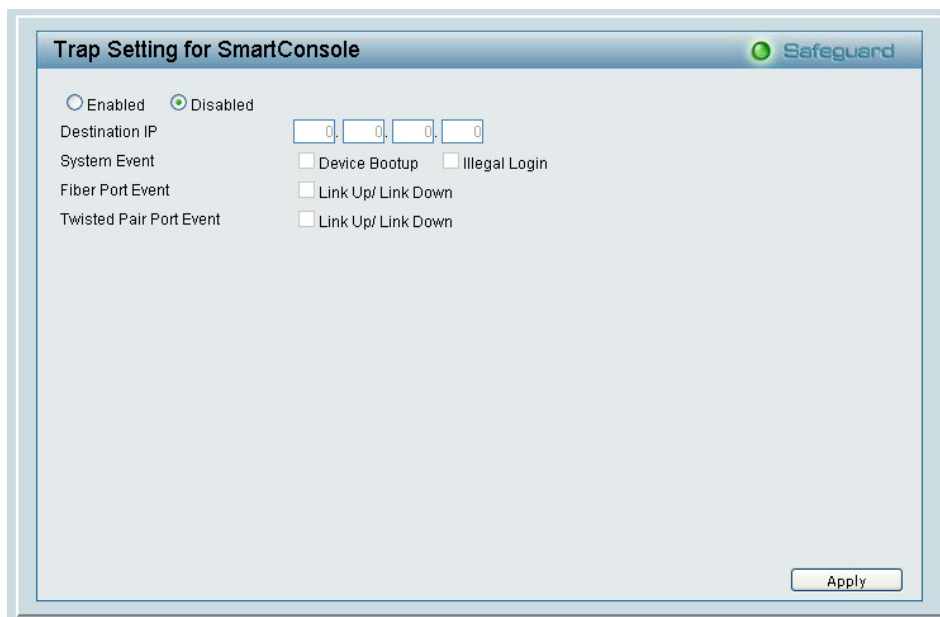 Trap Setting for SmartConsole Safeguard
Enabled Disabled
Destination IP 0. 0. 0. 0
System Event Device Bootup Illegal Login
Fiber Port Event Link Up/ Link Down
Twisted Pair Port Event Link Up/ Link Down
Apply